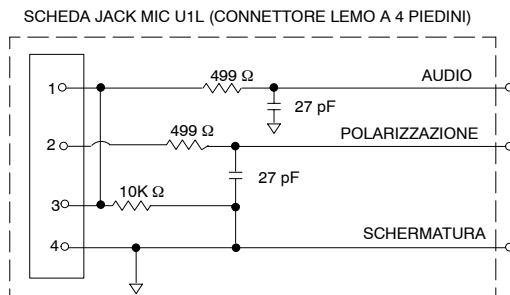 SCHEDA JACK MIC U1L (CONNETTORE LEMO A 4 PIEDINI)
1
499 Ω
AUDIO
27 pF
2
499 Ω
POLARIZZAZIONE
27 pF
3
10K Ω
4
SCHERMATURA